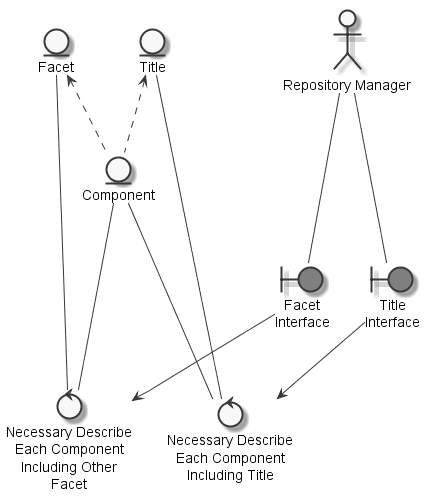 Facet
Title
Repository Manager
Component
Facet
Interface
Title
Interface
Necessary Describe
Each Component
Including Other
Facet
Necessary Describe
Each Component
Including Title